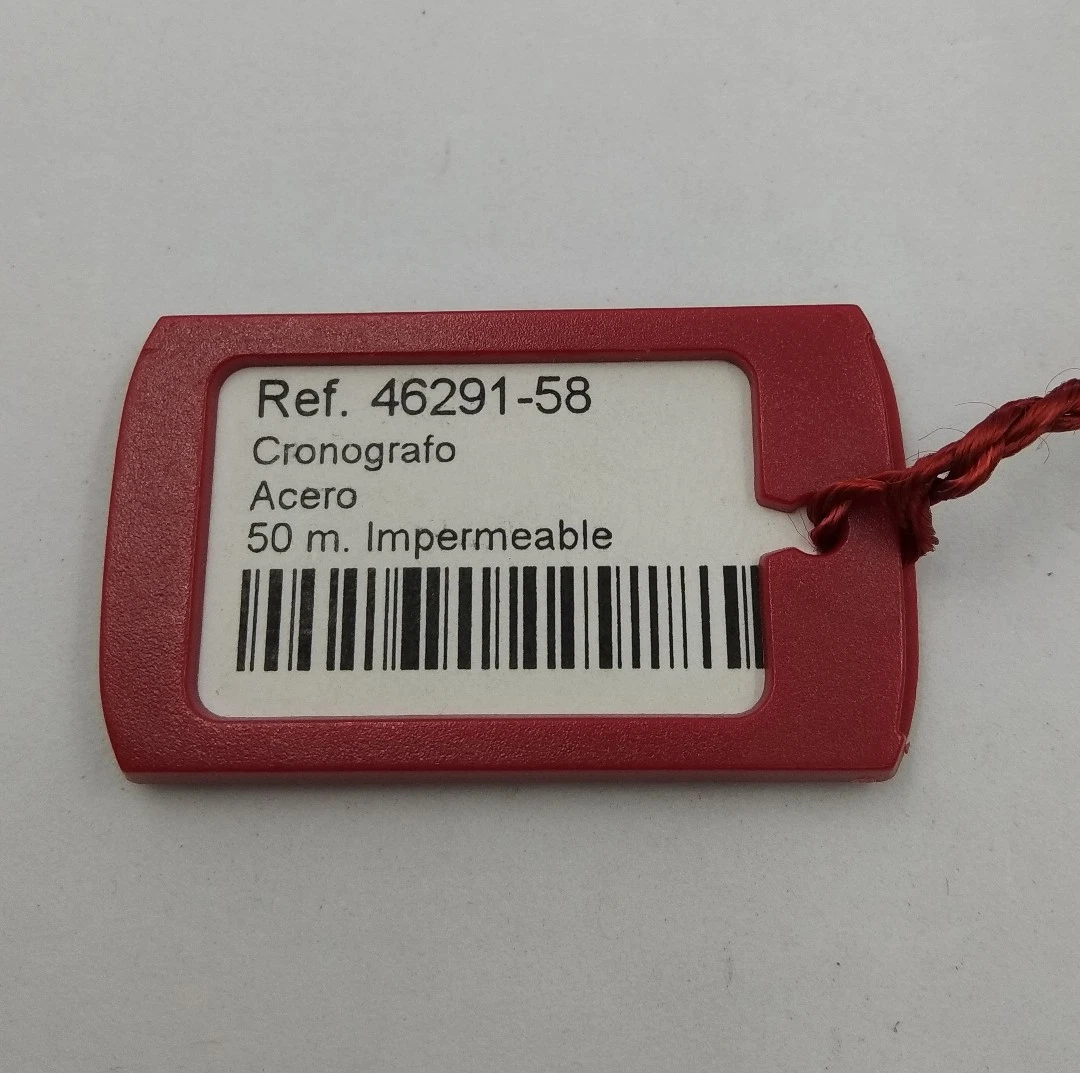 Ref. 46291-58
Cronografo
Acero
50 m. Impermeable